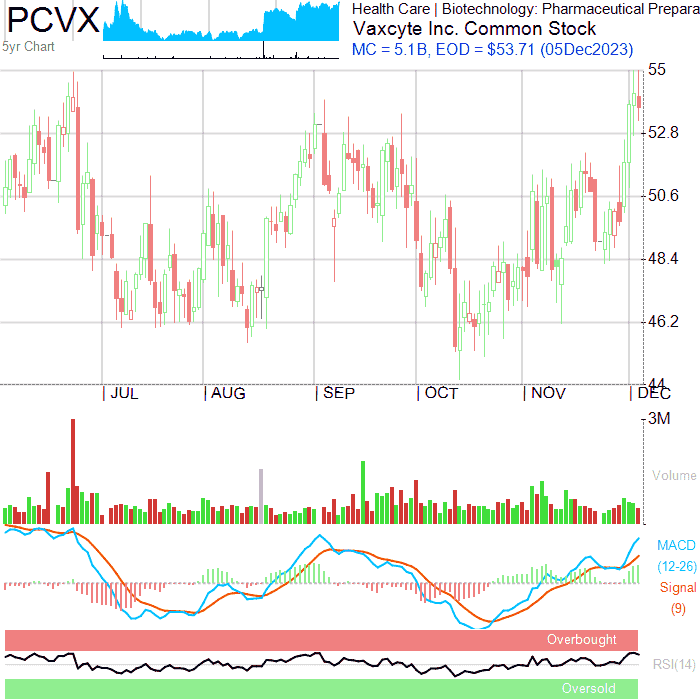 PCVX
5yr Chart
Health Care | Biotechnology: Pharmaceutical Prepara
Vaxcyte Inc. Common Stock
MC = 5.1B, EOD = $53.71 (05Dec2023)
55
52.8
50.6
48.4
46.2
44
JUL
AUG
SEP
OCT
NOV
DEC
3M
Volume
MACD
(12-26)
Signal
(9)
Overbought
RSI(14)
Oversold